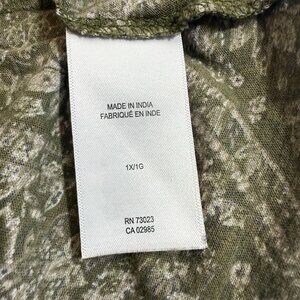 MADE IN INDIA
FABRIQUÉ EN INDE
1X/1G
RN 73023
CA 02985